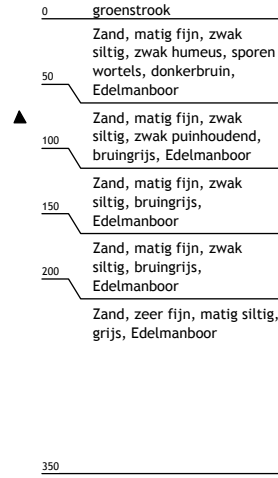 0 groenstrook
Zand, matig fijn, zwak
siltig, zwak humeus, sporen
wortels, donkerbruin,
50
Edelmanboor
Zand, matig fijn, zwak
siltig, zwak puinhoudend,
100
bruingrijs, Edelmanboor
Zand, matig fijn, zwak
siltig, bruingrijs,
150
Edelmanboor
Zand, matig fijn, zwak
siltig, bruingrijs,
200
Edelmanboor
Zand, zeer fijn, matig siltig,
grijs, Edelmanboor
350